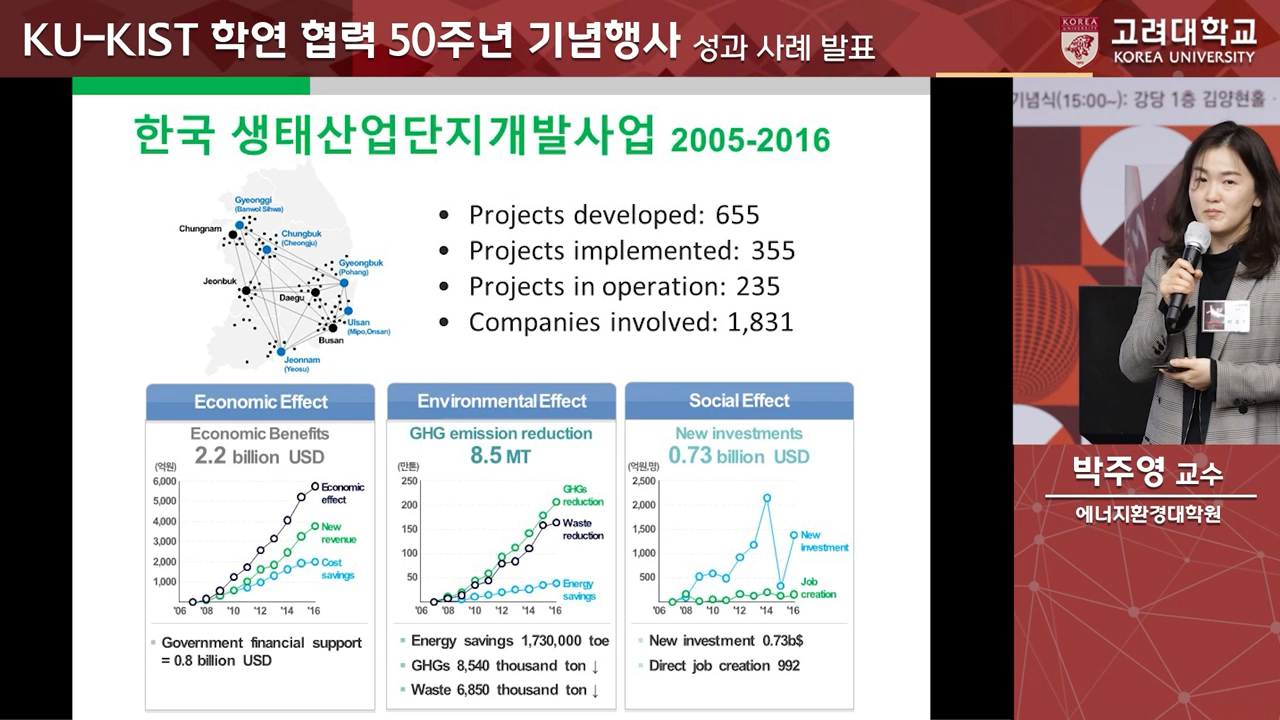 KU-KIST 학연 협력 50주년 기념행사 성과 사례 발표
KOREA
고려대학교
KOREA UNIVERSITY
기념식(15:00~): 강당 1층 김양현홀
한국 생태산업단지개발사업 2005-2016
Gyeonggi
(Banwol Sihwa)
Chungnam
Chungbuk
(Cheongju)
Gyeongbuk
(Pohang)
Jeonbuk
Daegu
Ulsan
(Mipo,Onsan)
Busan
Jeonnam
(Yeosu)
• Projects developed: 655
• Projects implemented: 355
• Projects in operation: 235
• Companies involved: 1,831
Economic Effect
Economic Benefits
2.2 billion USD
(억원)
6,000
5,000
4,000
3,000
2,000
1,000
'06 '08 '10 '12 '14 '16
Economic
effect
New
revenue
Cost
savings
Government financial support
= 0.8 billion USD
Environmental Effect
GHG emission reduction
8.5 MT
(만톤)
250
200
150
100
50
'06 '08 '10 '12 '14 '16
GHGs
reduction
Waste
reduction
Energy
savings
Energy savings 1,730,000 toe
GHGs 8,540 thousand ton ↓
Waste 6,850 thousand ton ↓
Social Effect
New investments
0.73 billion USD
(억원,명)
2,500
2,000
1,500
1,000
500
'06 '08 '10 '12 '14 '16
New
investment
Job
creation
New investment 0.73b$
Direct job creation 992
박주영 교수
에너지환경대학원